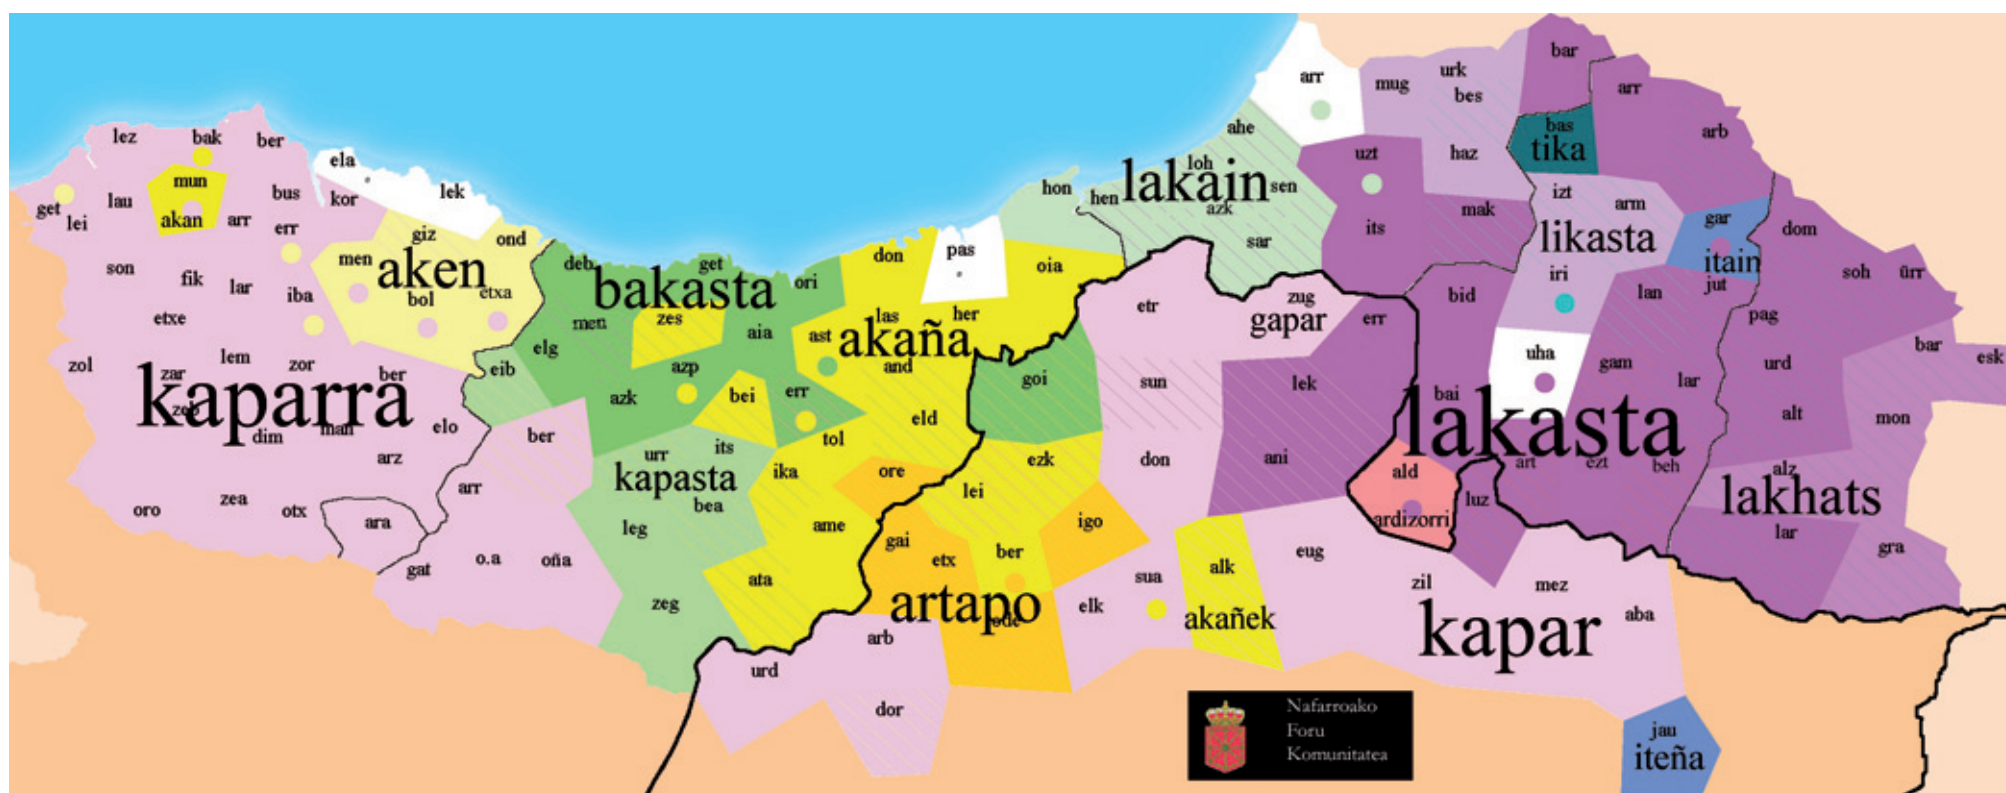 lez
bak
ber
ela
lek
mun
akan
get
lei
lau
arr
bus
kor
err
son
fik
lar
iba
etxe
men
giz
ond
aken
bol
etxa
zol
zar
lem
zor
ber
kaparra
zeb
dim
man
elo
arz
oro
zea
otx
ara
eib
arr
ber
gat
o.a
oña
deb
get
ori
bakasta
men
zes
aia
elg
azp
azk
bei
err
urr
its
kapasta
bea
leg
zeg
don
pas
oia
las
her
ast
akaña
and
eld
tol
ika
ore
ame
ata
goi
ezk
lei
igo
gai
etx
ber
artapo
ode
arb
urd
dor
hon
hen
ahe
loh
lakain
sen
azk
sar
arr
mug
urk
bes
haz
uzt
its
mak
bar
arr
arb
bas
tika
izt
arm
likasta
iri
gar
itain
jut
lan
dom
soh
ürr
pag
urd
bar
esk
alt
mon
alz
lakhats
lar
gra
etr
zug
gapar
err
sun
lek
don
ani
bid
uha
gam
lar
bai
lakasta
art
ezt
beh
ald
ardizorri
luz
sua
elk
alk
akañek
eug
zil
mez
kapar
aba
jau
iteña
Nafarroako
Foru
Komunitatea